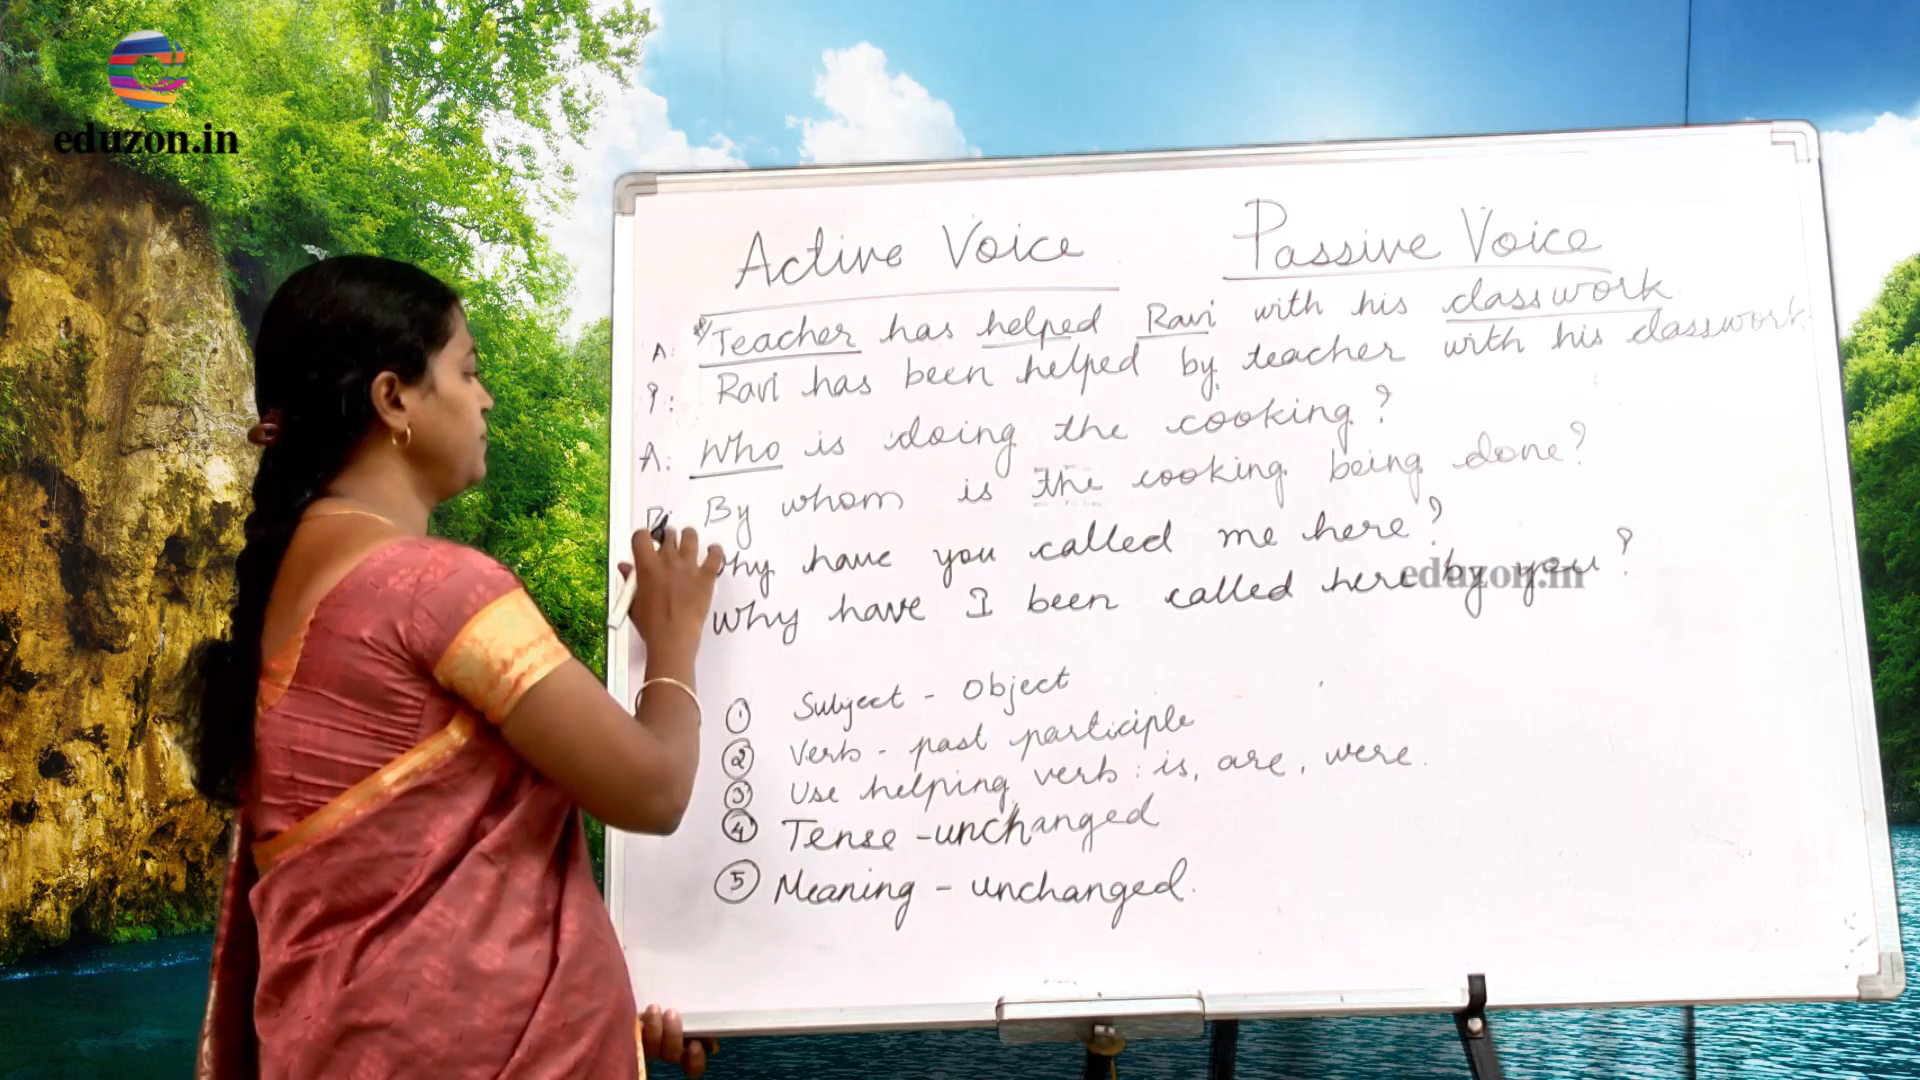 eduzon.in
Active Voice Passive Voice
A: Teacher has helped Ravi with his classwork.
P: Ravi has been helped by teacher with his classwork.
A: Who is doing the cooking?
P: By whom is the cooking being done?
why have you called me here?
why have I been called here by you?
eduzon.in
① Subject - Object
② Verb - past participle
③ Use helping verb: is, are, were.
④ Tense - unchanged
⑤ Meaning - unchanged.